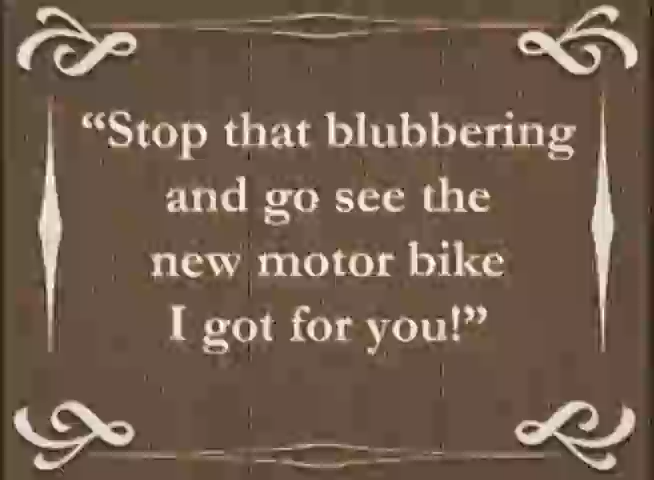 “Stop that blubbering
and go see the
new motor bike
I got for you!”